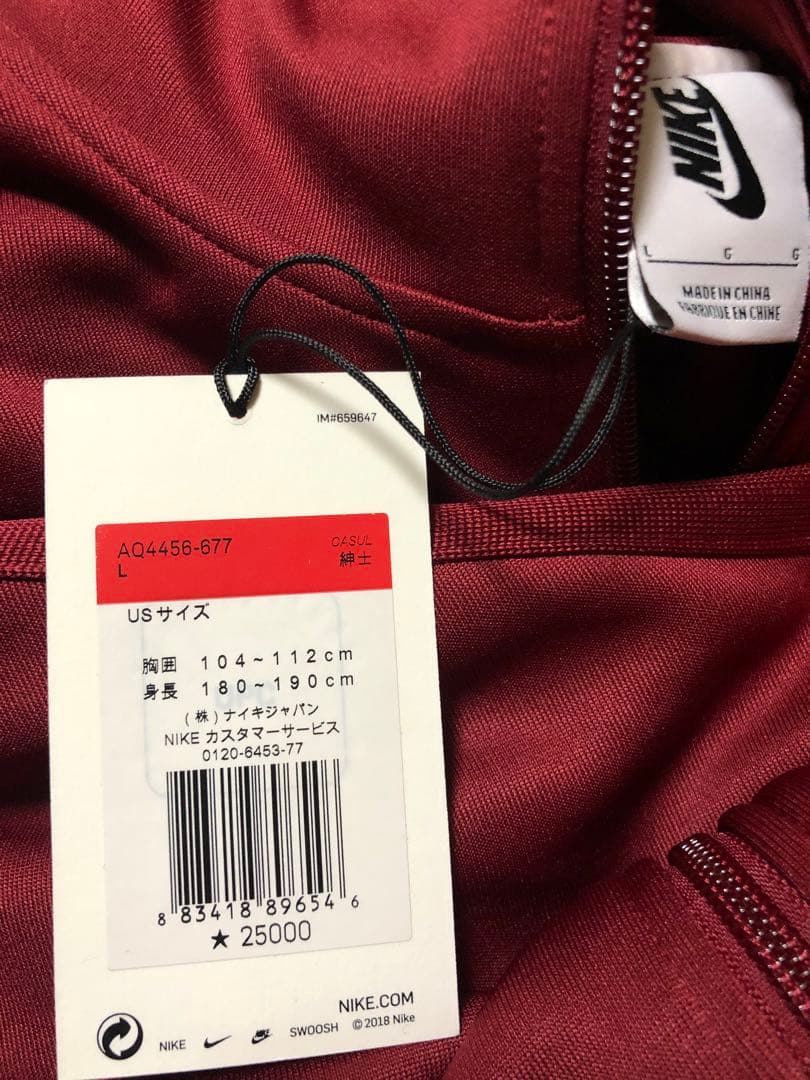 NIKE
L G G
MADE IN CHINA
FABRIQUE EN CHINE
IM#659647
AQ4456-677
CASUL
L
紳士
USサイズ
胸囲 104~112cm
身長 180~190cm
(株)ナイキジャパン
NIKE カスタマーサービス
0120-6453-77
8 83418 89654 6
★ 25000
NIKE.COM
NIKE SWOOSH ©2018 Nike